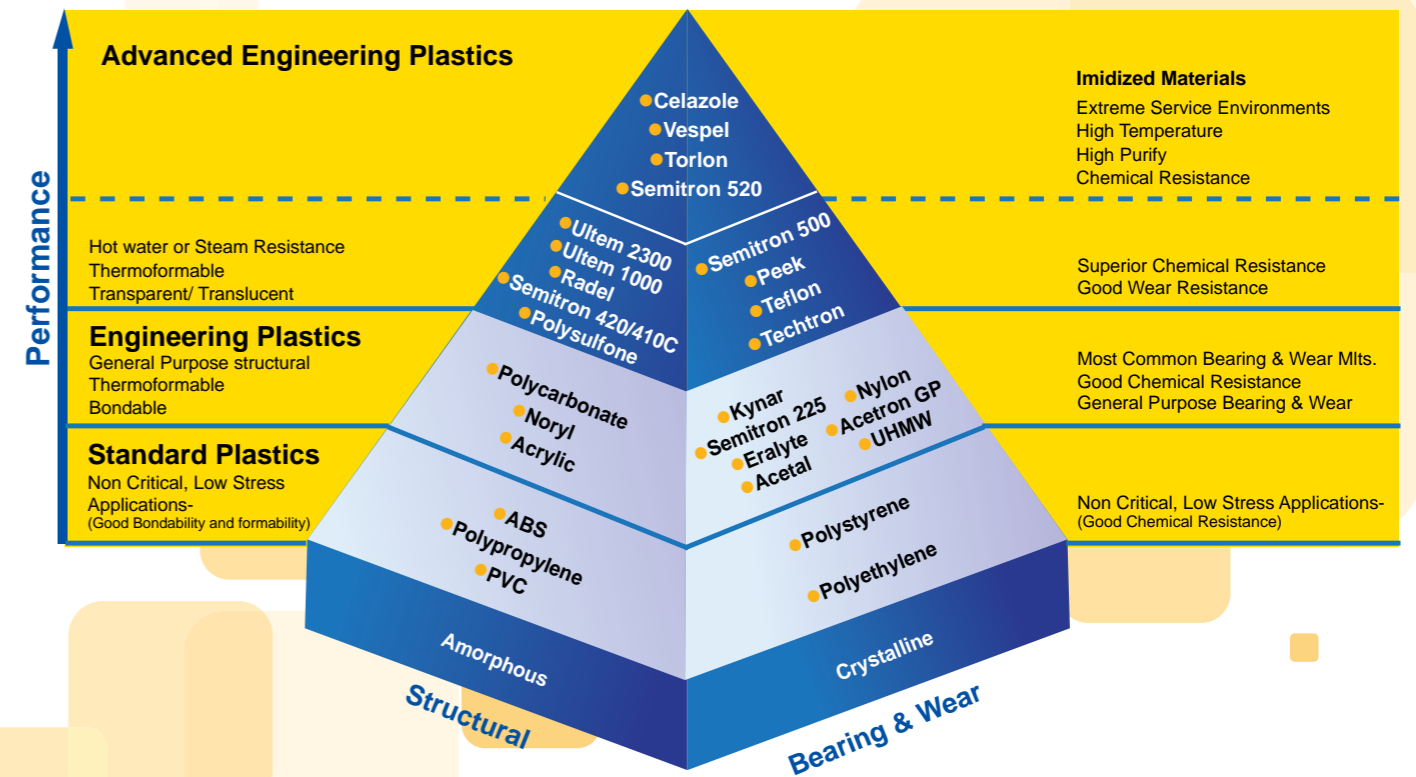 Performance
Advanced Engineering Plastics
Celazole
Vespel
Torlon
Semitron 520
Imidized Materials
Extreme Service Environments
High Temperature
High Purify
Chemical Resistance
Hot water or Steam Resistance
Thermoformable
Transparent/ Translucent
Ultem 2300
Ultem 1000
Radel
Semitron 420/410C
Polysulfone
Semitron 500
Peek
Teflon
Techtron
Superior Chemical Resistance
Good Wear Resistance
Engineering Plastics
General Purpose structural
Thermoformable
Bondable
Polycarbonate
Noryl
Acrylic
Kynar
Semitron 225
Eralyte
Acetal
Nylon
Acetron GP
UHMW
Most Common Bearing & Wear Mlts.
Good Chemical Resistance
General Purpose Bearing & Wear
Standard Plastics
Non Critical, Low Stress
Applications-
(Good Bondability and formability)
ABS
Polypropylene
PVC
Polystyrene
Polyethylene
Non Critical, Low Stress Applications-
(Good Chemical Resistance)
Amorphous
Crystalline
Structural
Bearing & Wear